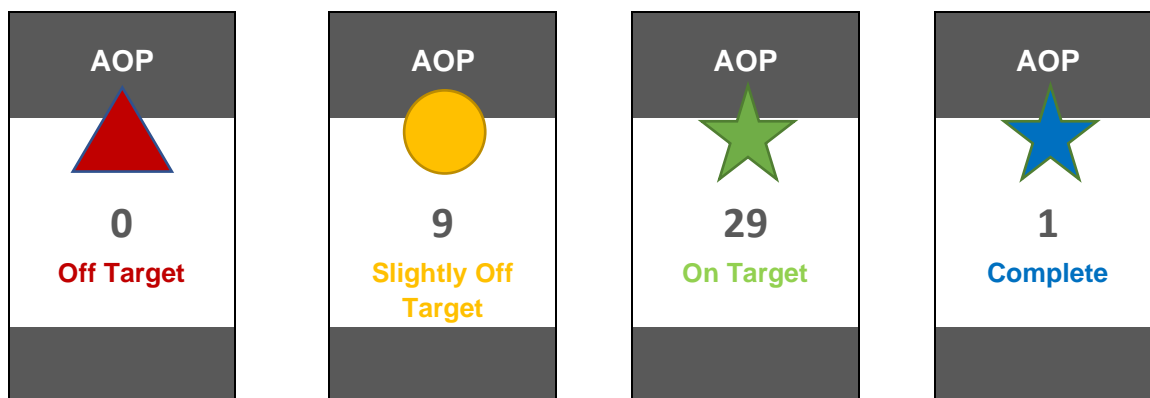 AOP
0
Off Target
AOP
9
Slightly Off
Target
AOP
29
On Target
AOP
1
Complete